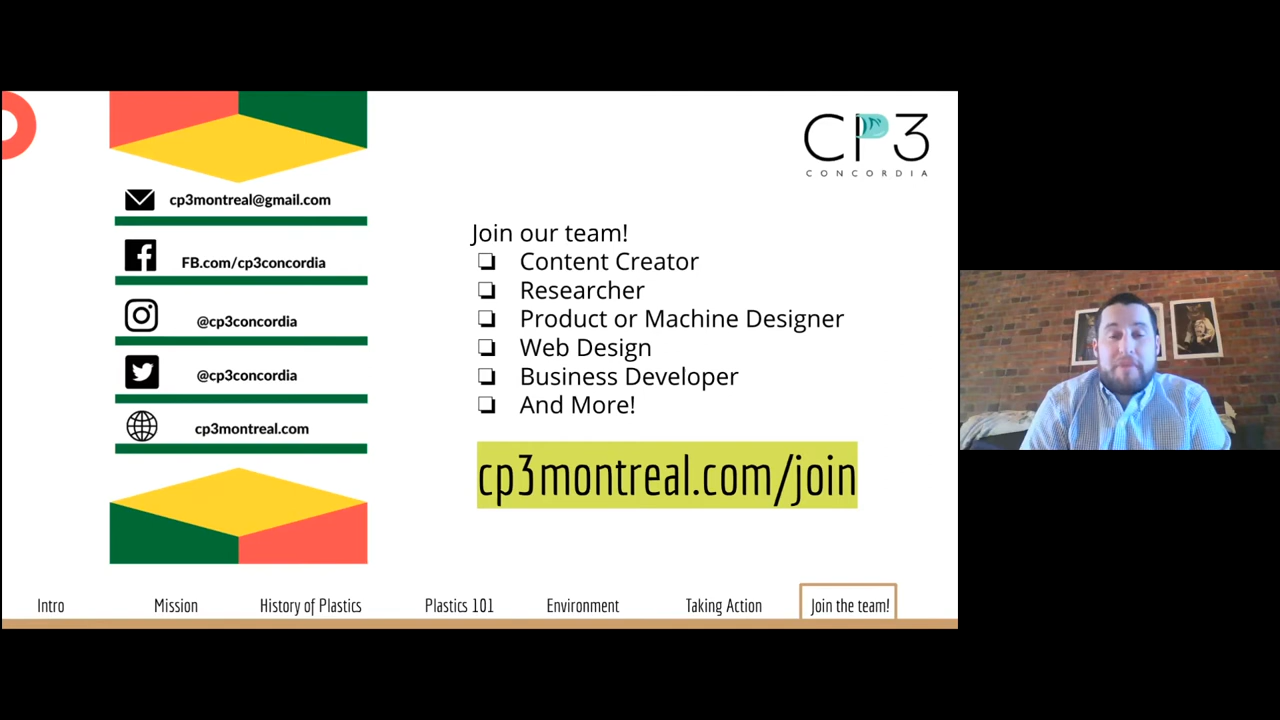 CP3
CONCORDIA
cp3montreal@gmail.com
FB.com/cp3concordia
@cp3concordia
@cp3concordia
cp3montreal.com
Join our team!
Content Creator
Researcher
Product or Machine Designer
Web Design
Business Developer
And More!
cp3montreal.com/join
Intro
Mission
History of Plastics
Plastics 101
Environment
Taking Action
Join the team!